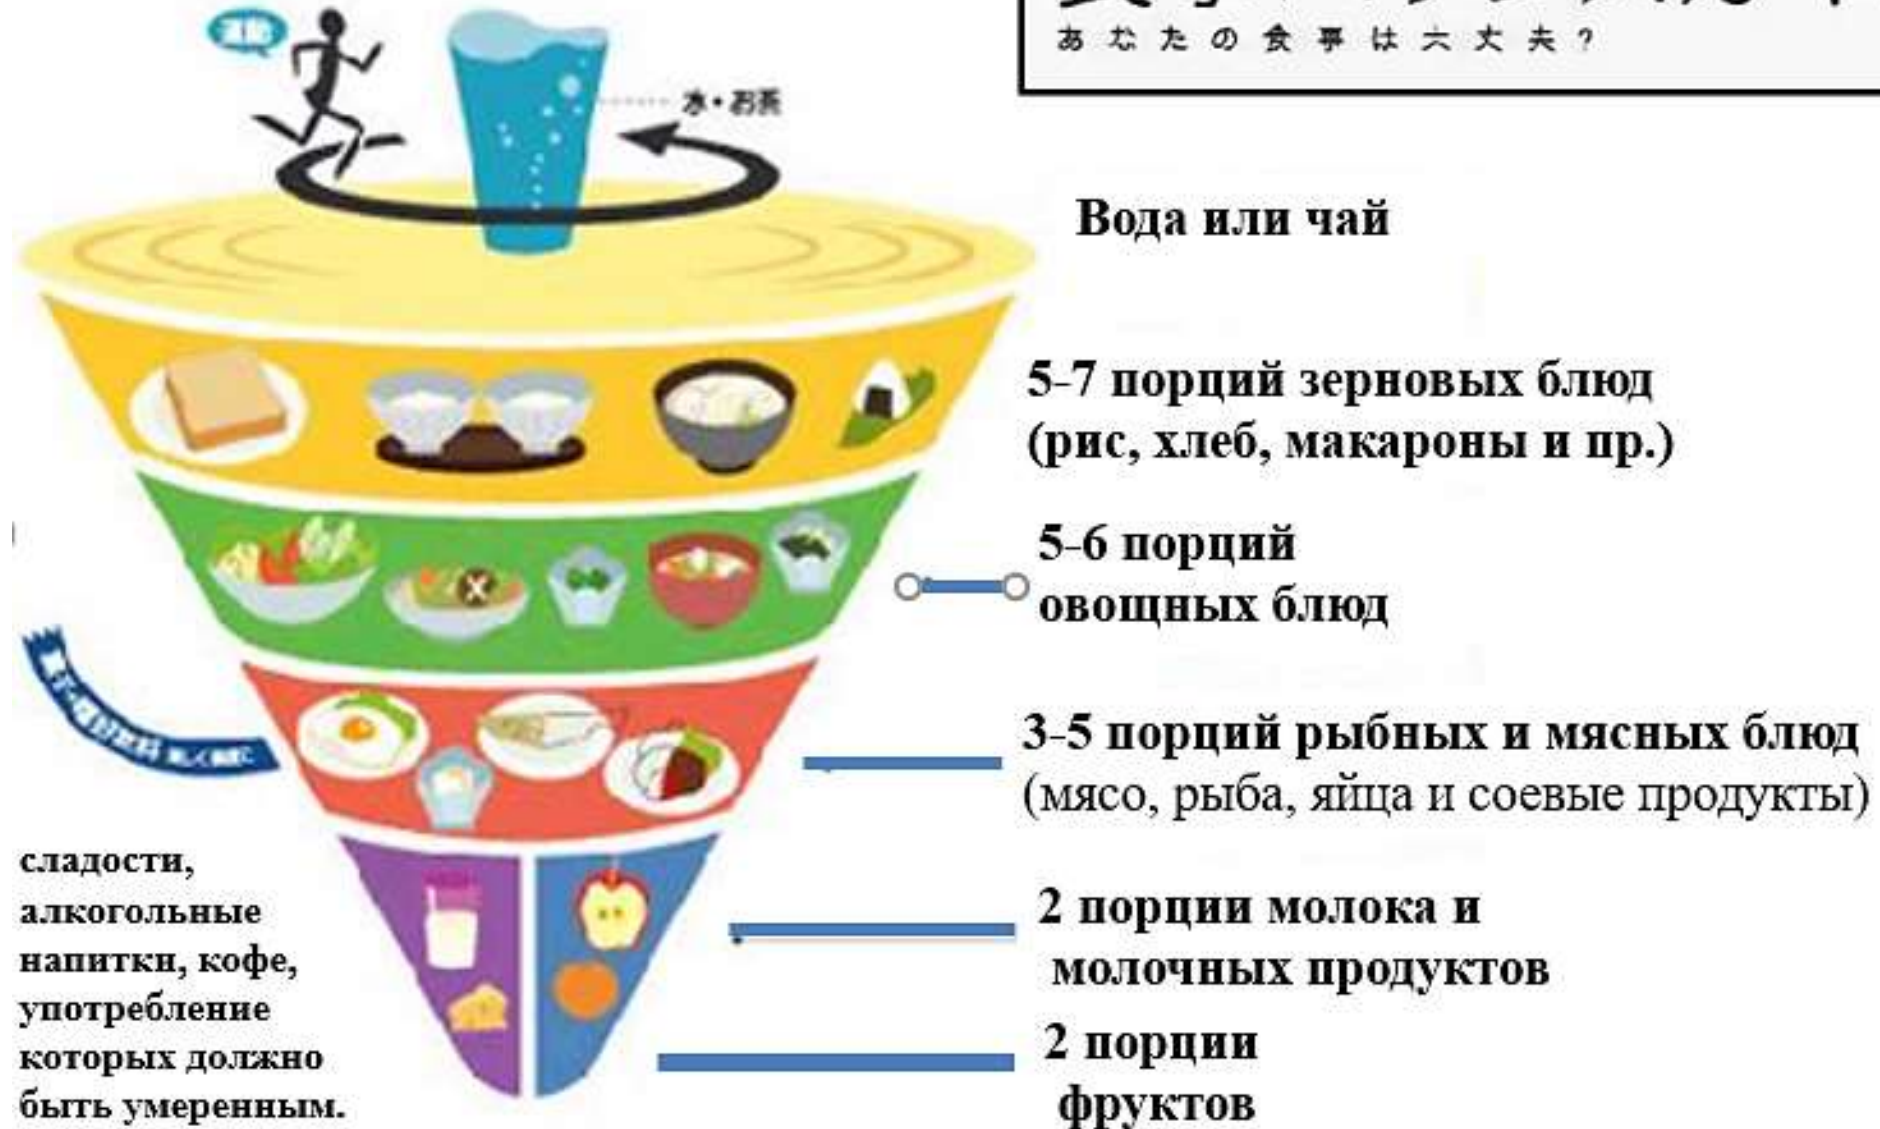 運動
水・お茶
あなたの食事は大丈夫?
Вода или чай
5-7 порций зерновых блюд
(рис, хлеб, макароны и пр.)
5-6 порций
овощных блюд
3-5 порций рыбных и мясных блюд
(мясо, рыба, яйца и соевые продукты)
2 порции молока и
молочных продуктов
2 порции
фруктов
сладости,
алкогольные
напитки, кофе,
употребление
которых должно
быть умеренным.